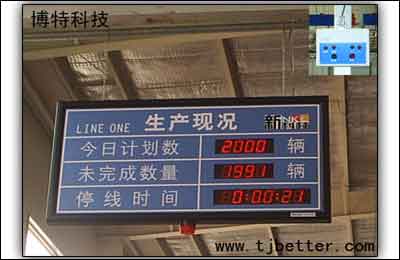 博特科技
LINE ONE 生产现况
今日计划数 2000 辆
未完成数量 1991 辆
停线时间 0:00:21
www.tjbetter.com